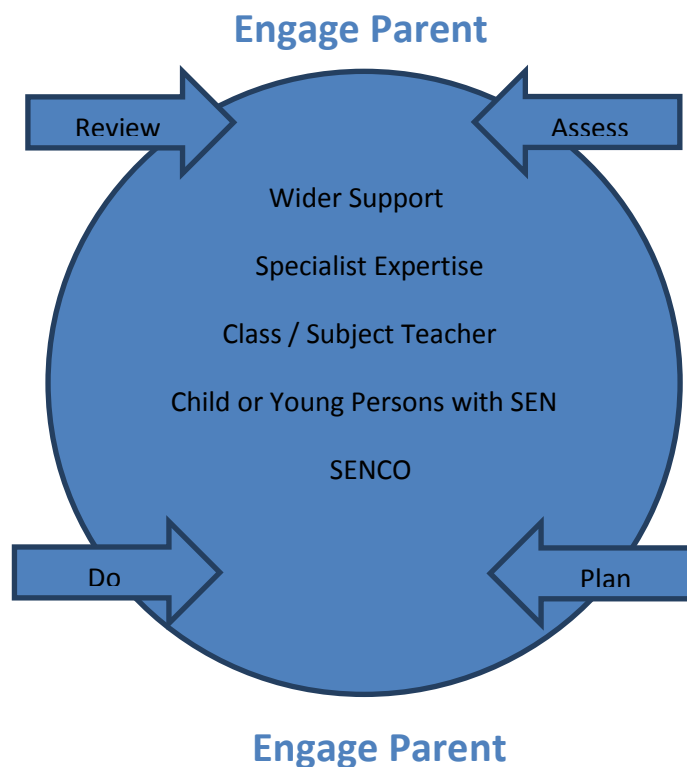 Engage Parent
Review
Assess
Wider Support
Specialist Expertise
Class / Subject Teacher
Child or Young Persons with SEN
SENCO
Do
Plan
Engage Parent